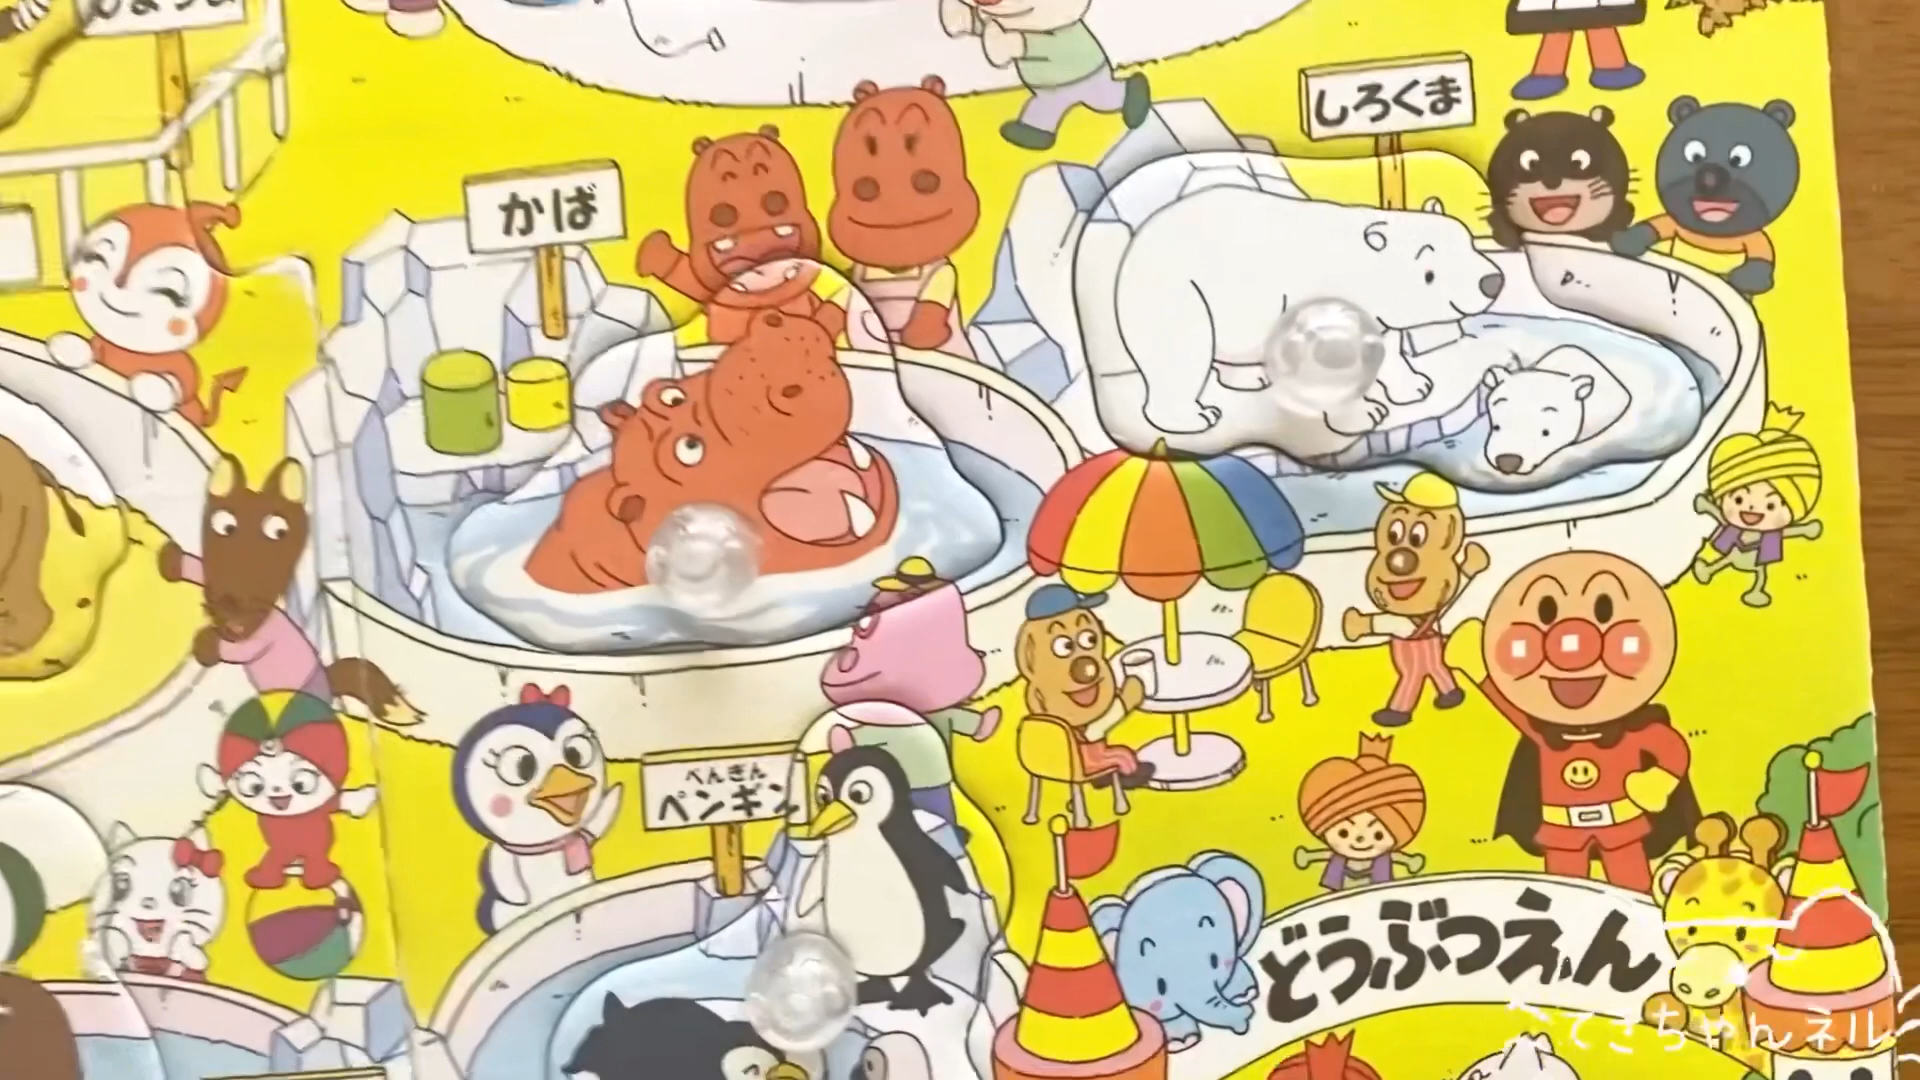 しろくま
かば
ぺんぎん
ペンギン
どうぶつえん
てきちゃんネル